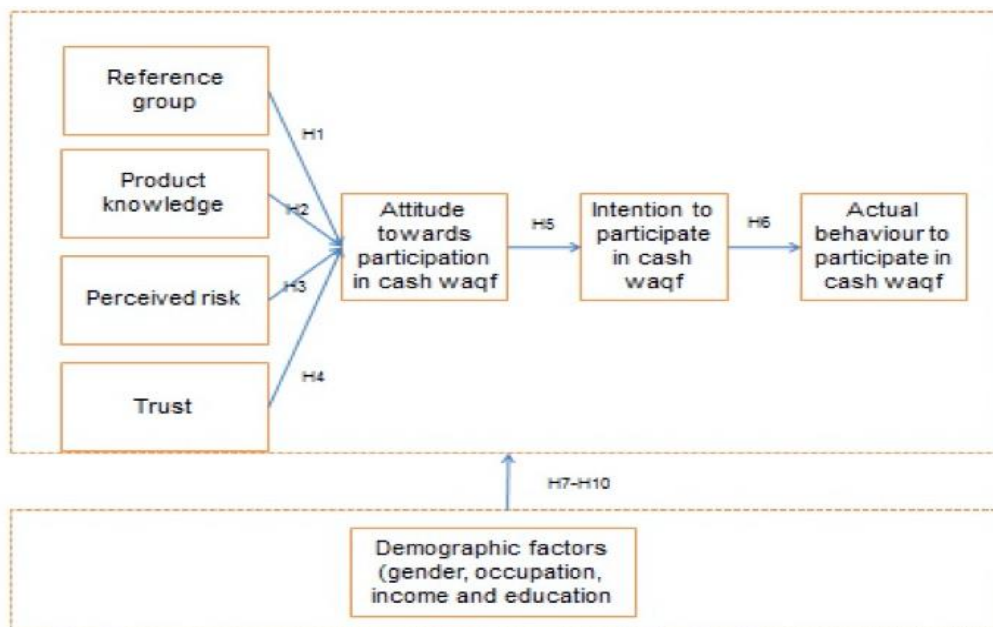 Reference
group
H1
Product
knowledge
H2
Perceived risk
H3
Trust
H4
Attitude
towards
participation
in cash waqf
H5
Intention to
participate
in cash
waqf
H6
Actual
behaviour to
participate in
cash waqf
H7-H10
Demographic factors
(gender, occupation,
income and education